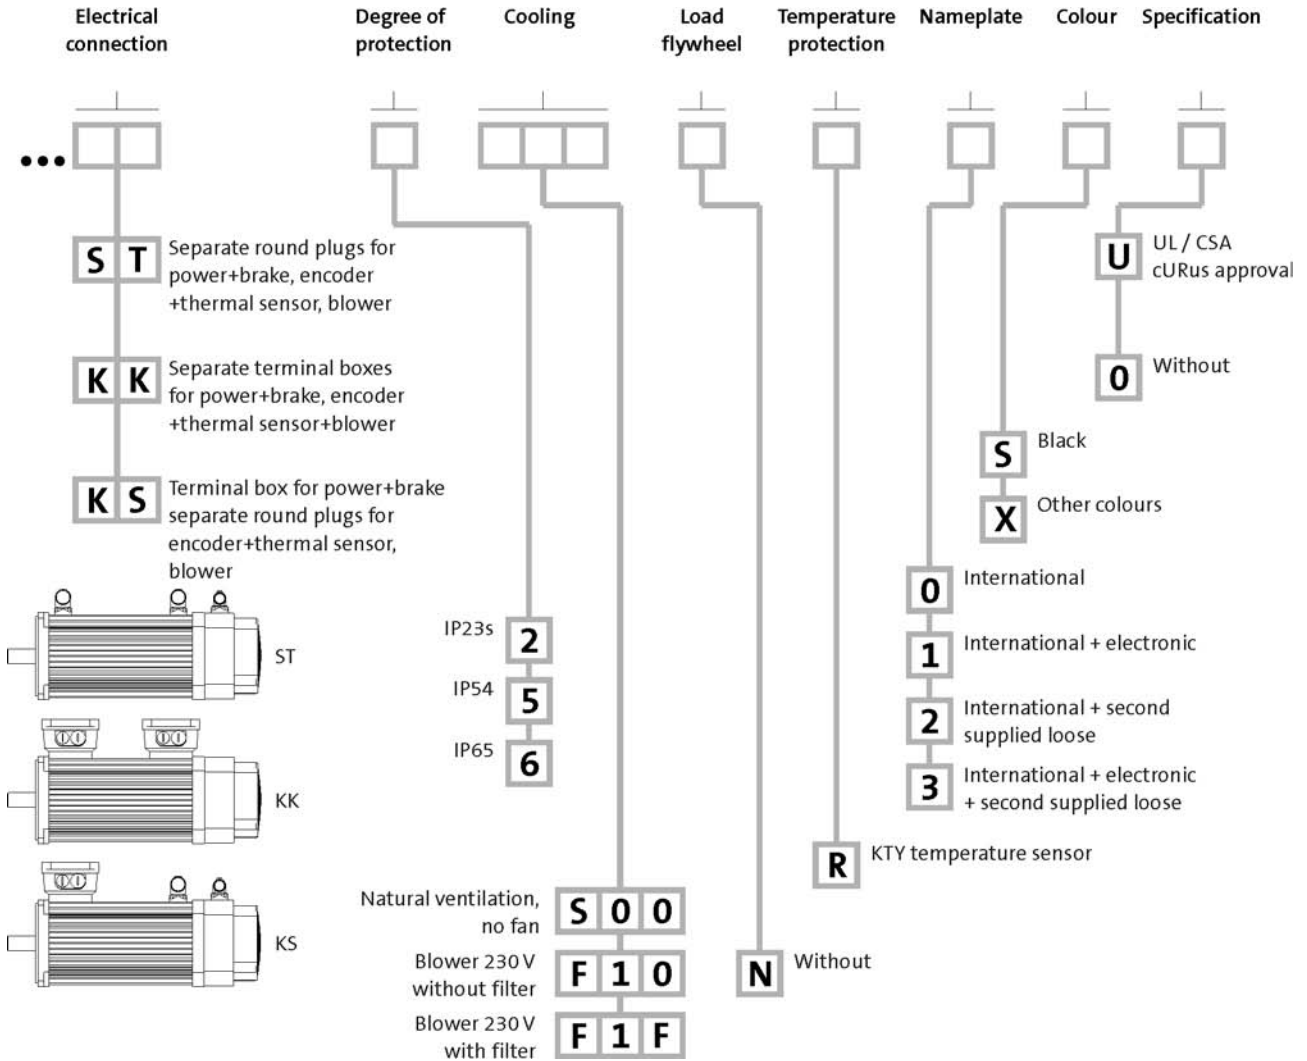 Electrical
connection
Degree of
protection
Cooling
Load
flywheel
Temperature
protection
Nameplate
Colour
Specification
...
S T
Separate round plugs for
power+brake, encoder
+thermal sensor, blower
K K
Separate terminal boxes
for power+brake, encoder
+thermal sensor+blower
K S
Terminal box for power+brake
separate round plugs for
encoder+thermal sensor,
blower
ST
KK
KS
IP23s
2
IP54
5
IP65
6
Natural ventilation,
no fan
S 0 0
Blower 230 V
without filter
F 1 0
Blower 230 V
with filter
F 1 F
N
Without
R
KTY temperature sensor
0
International
1
International + electronic
2
International + second
supplied loose
3
International + electronic
+ second supplied loose
S
Black
X
Other colours
U
UL / CSA
cURus approval
0
Without